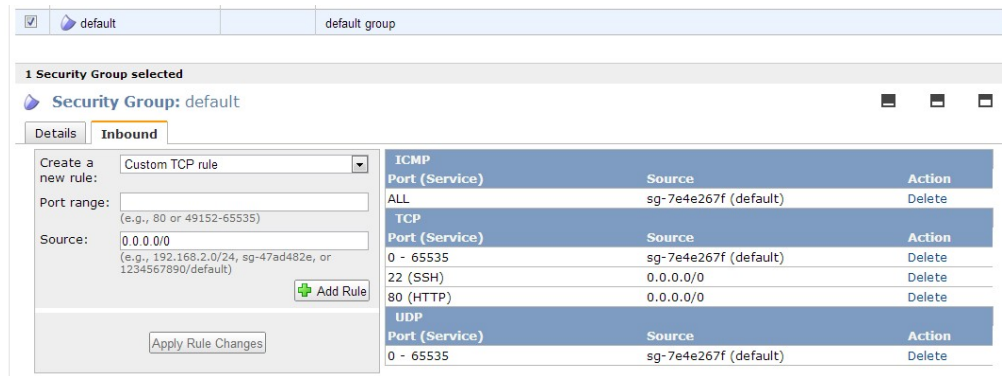 default default group
1 Security Group selected
Security Group: default
Details Inbound
Create a new rule: Custom TCP rule
Port range:
(e.g., 80 or 49152-65535)
Source: 0.0.0.0/0
(e.g., 192.168.2.0/24, sg-47ad482e, or
1234567890/default)
Add Rule
Apply Rule Changes
ICMP
Port (Service) Source Action
ALL sg-7e4e267f (default) Delete
TCP
Port (Service) Source Action
0 - 65535 sg-7e4e267f (default) Delete
22 (SSH) 0.0.0.0/0 Delete
80 (HTTP) 0.0.0.0/0 Delete
UDP
Port (Service) Source Action
0 - 65535 sg-7e4e267f (default) Delete